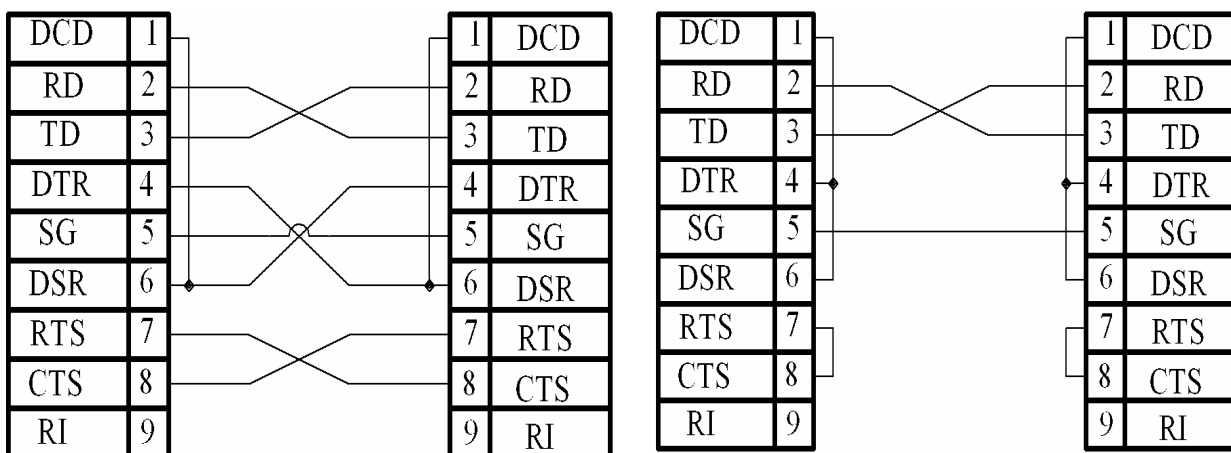 DCD 1 1 DCD DCD 1 1 DCD
RD 2 2 RD RD 2 2 RD
TD 3 3 TD TD 3 3 TD
DTR 4 4 DTR DTR 4 4 DTR
SG 5 5 SG SG 5 5 SG
DSR 6 6 DSR DSR 6 6 DSR
RTS 7 7 RTS RTS 7 7 RTS
CTS 8 8 CTS CTS 8 8 CTS
RI 9 9 RI RI 9 9 RI